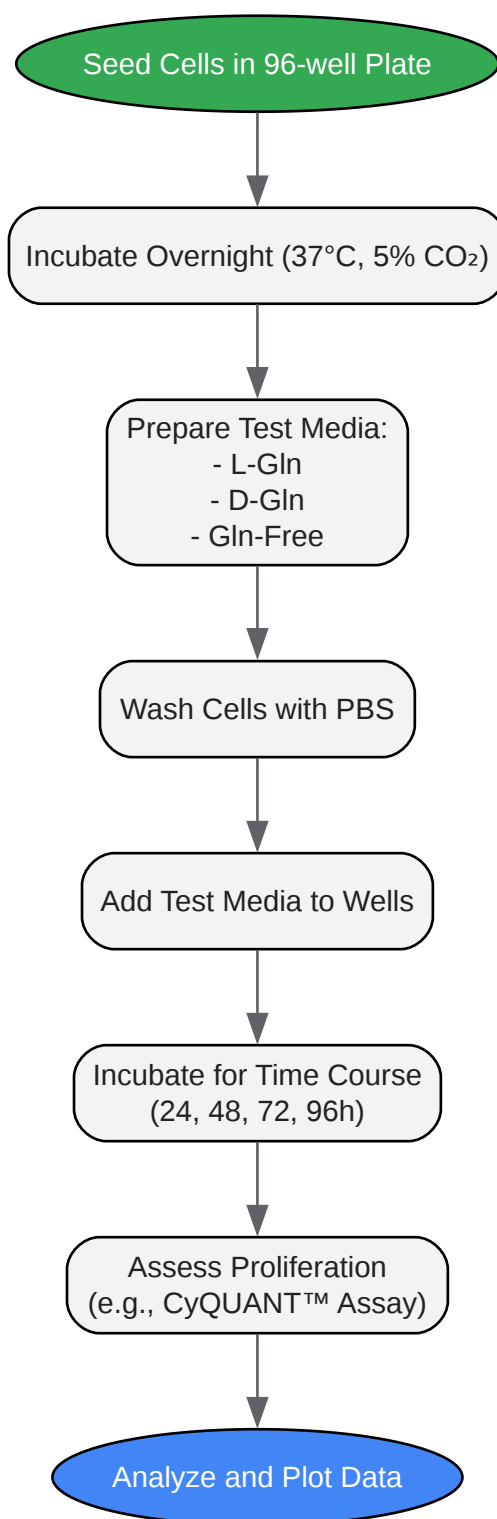 Seed Cells in 96-well Plate
Incubate Overnight (37°C, 5% CO₂)
Prepare Test Media:
- L-Gln
- D-Gln
- Gln-Free
Wash Cells with PBS
Add Test Media to Wells
Incubate for Time Course
(24, 48, 72, 96h)
Assess Proliferation
(e.g., CyQUANT™ Assay)
Analyze and Plot Data